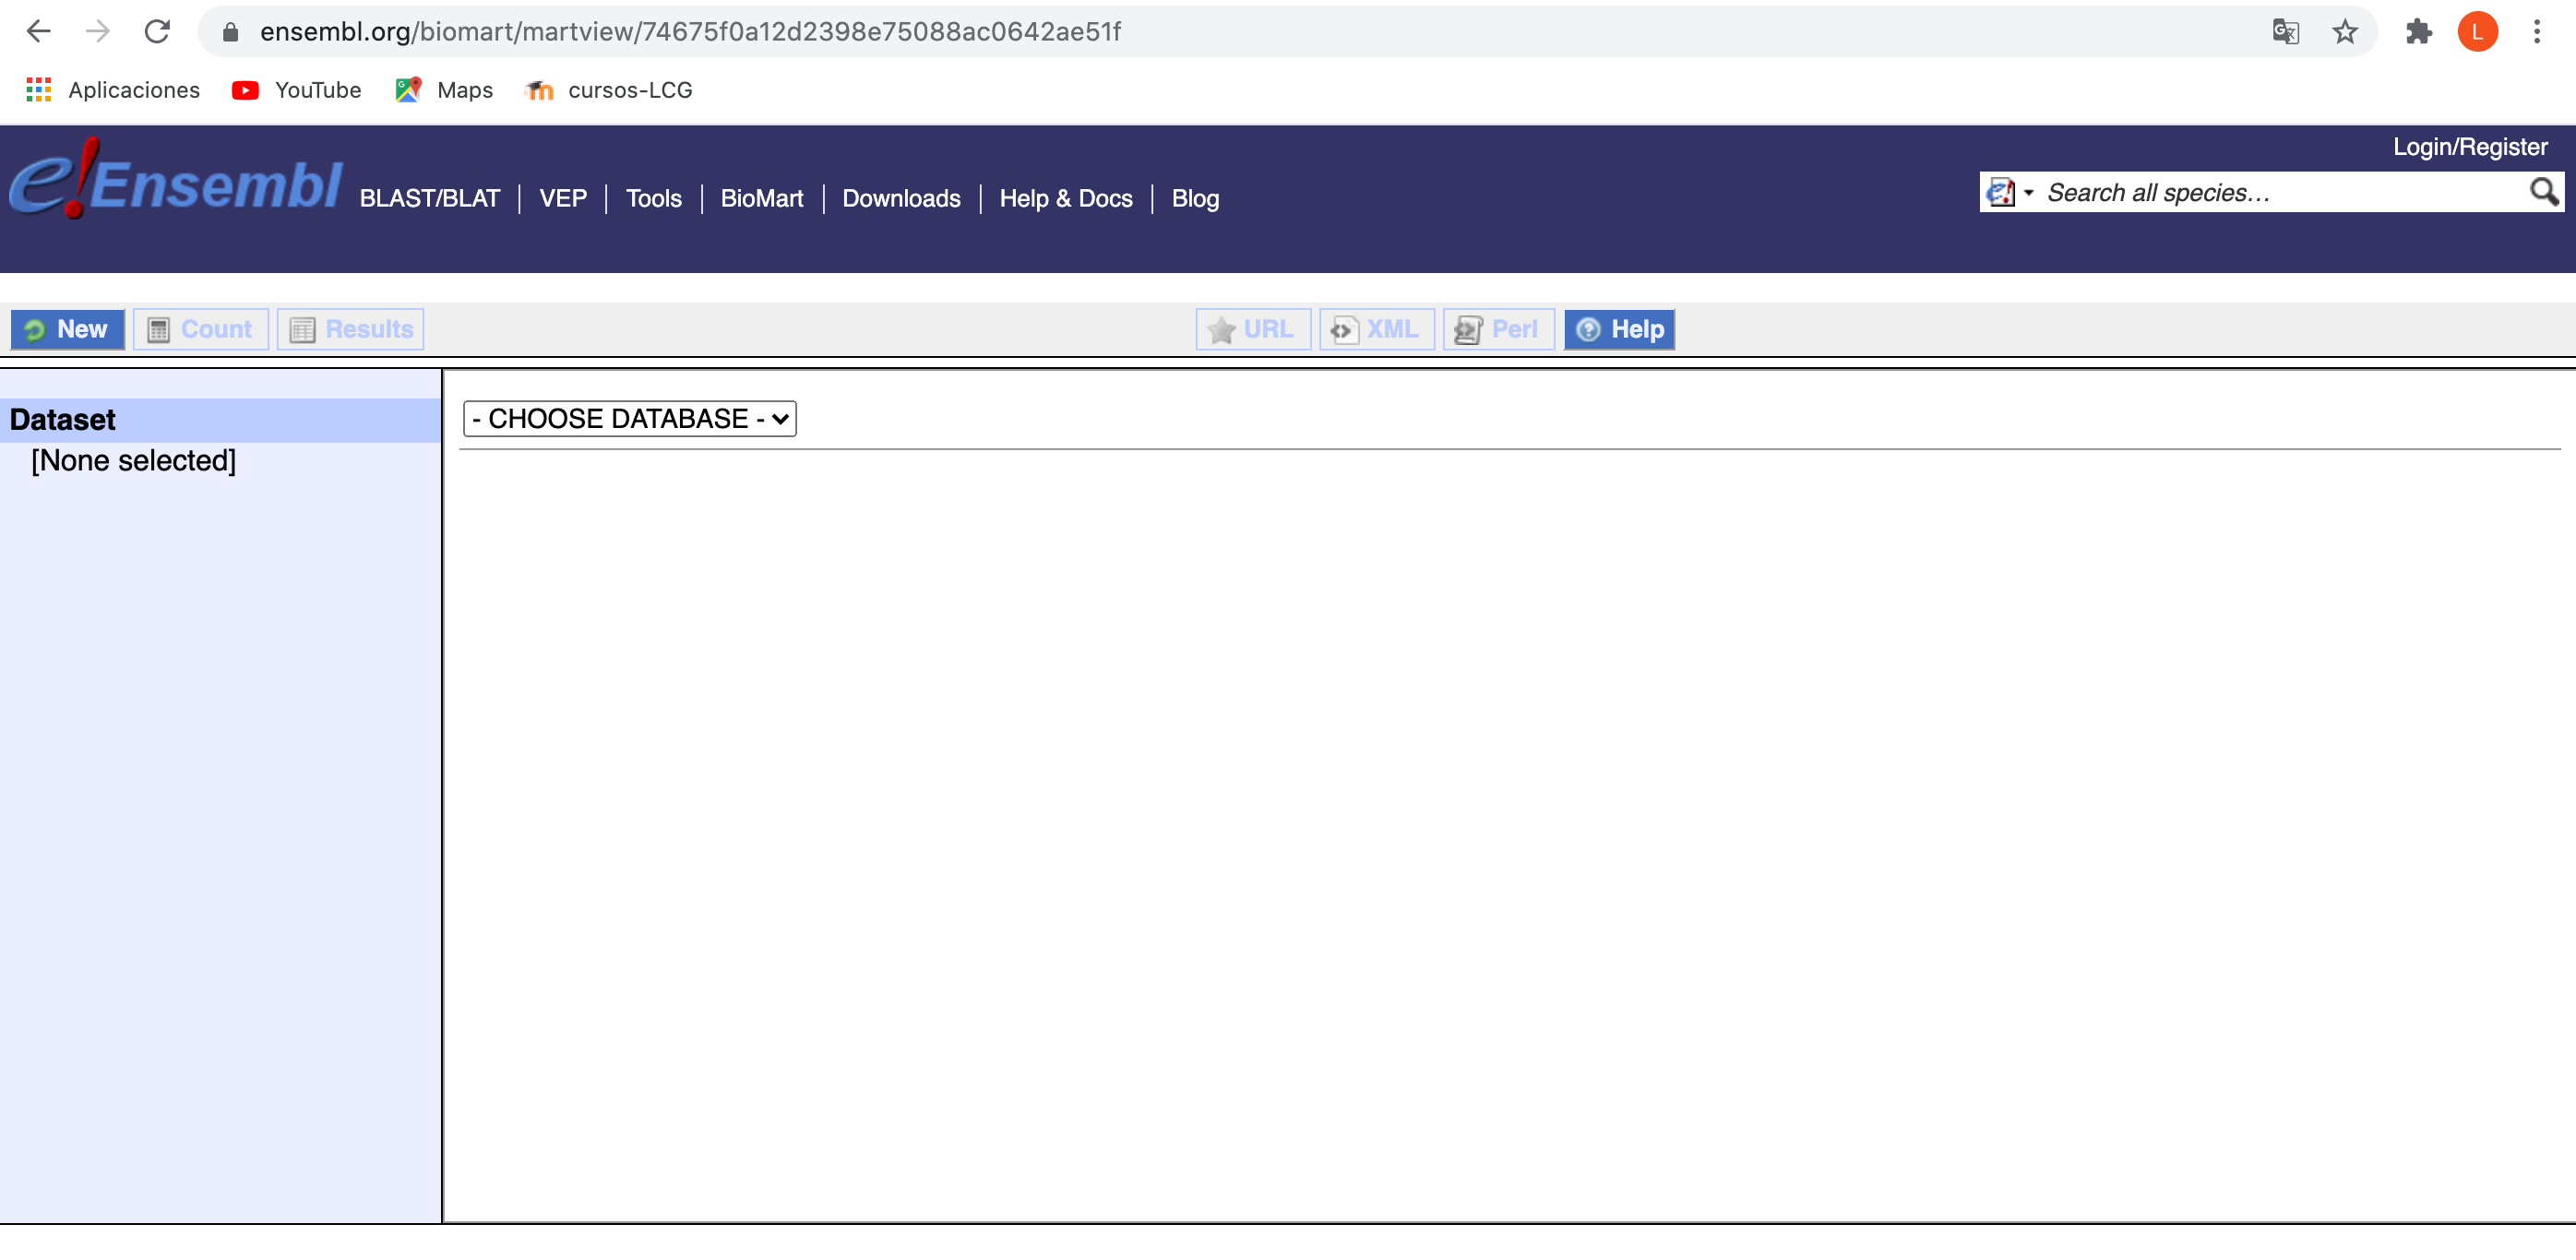 ensembl.org/biomart/martview/74675f0a12d2398e75088ac0642ae51f
L
Aplicaciones YouTube Maps cursos-LCG
Login/Register
e!Ensembl BLAST/BLAT VEP Tools BioMart Downloads Help & Docs Blog
Search all species...
New Count Results URL XML Perl Help
Dataset
- CHOOSE DATABASE -
[None selected]